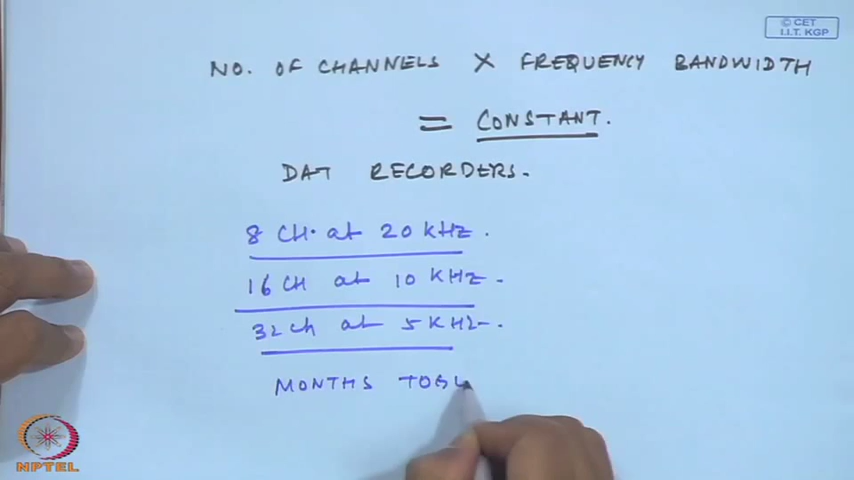 © CET
I.I.T. KGP
NO. OF CHANNELS X FREQUENCY BANDWIDTH
= CONSTANT.
DAT RECORDERS.
8 CH. at 20 KHZ.
16 CH at 10 KHZ.
32 Ch at 5 KHZ.
MONTHS TOG
NPTEL